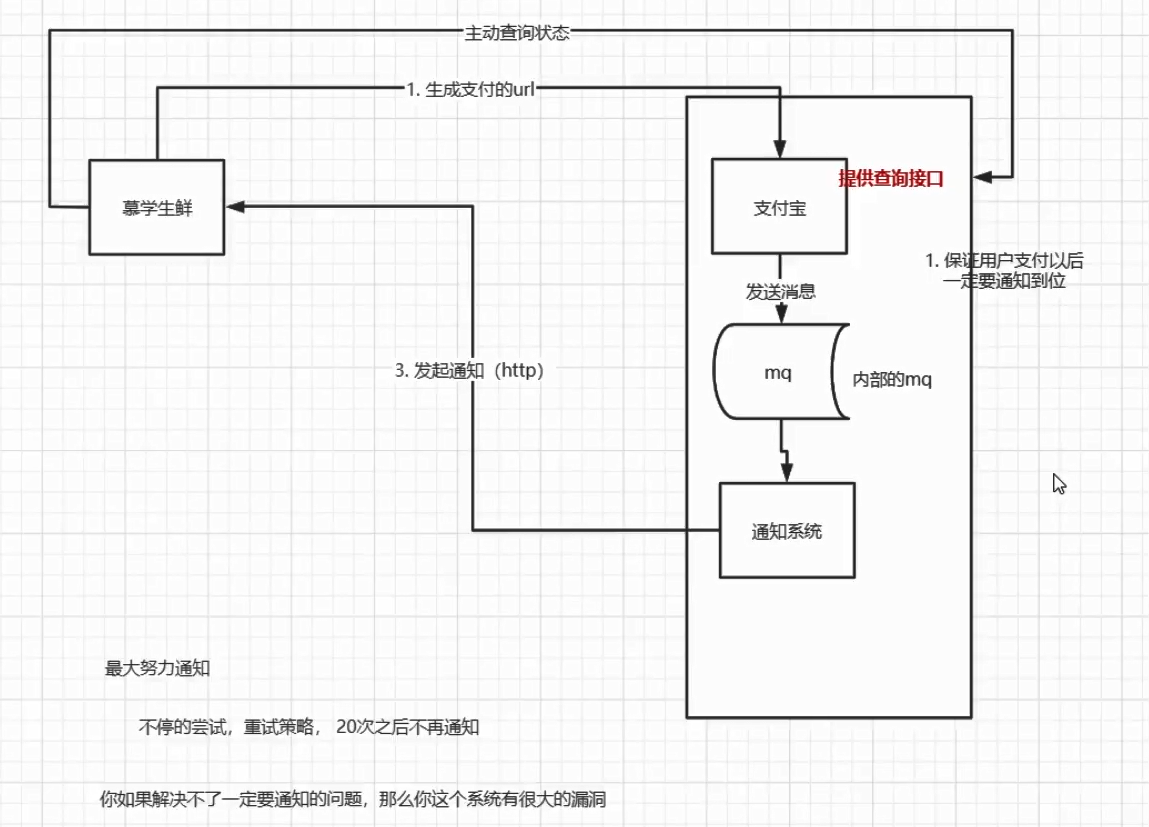 主动查询状态
1. 生成支付的url
提供查询接口
慕学生鲜
支付宝
1. 保证用户支付以后
一定要通知到位
发送消息
3. 发起通知（http）
mq
内部的mq
通知系统
最大努力通知
不停的尝试，重试策略， 20次之后不再通知
你如果解决不了一定要通知的问题，那么你这个系统有很大的漏洞